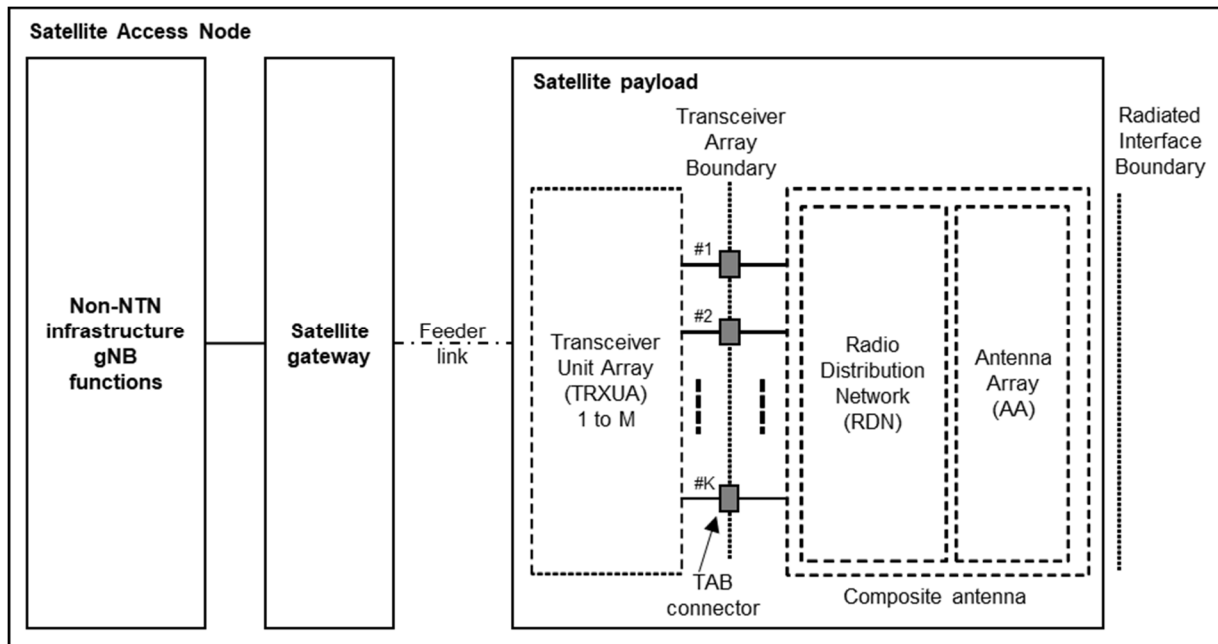 Satellite Access Node
Non-NTN
infrastructure
gNB
functions
Satellite
gateway
Feeder
link
Satellite payload
Transceiver
Array
Boundary
Transceiver
Unit Array
(TRXUA)
1 to M
#1
#2
#K
TAB
connector
Radio
Distribution
Network
(RDN)
Antenna
Array
(AA)
Composite antenna
Radiated
Interface
Boundary